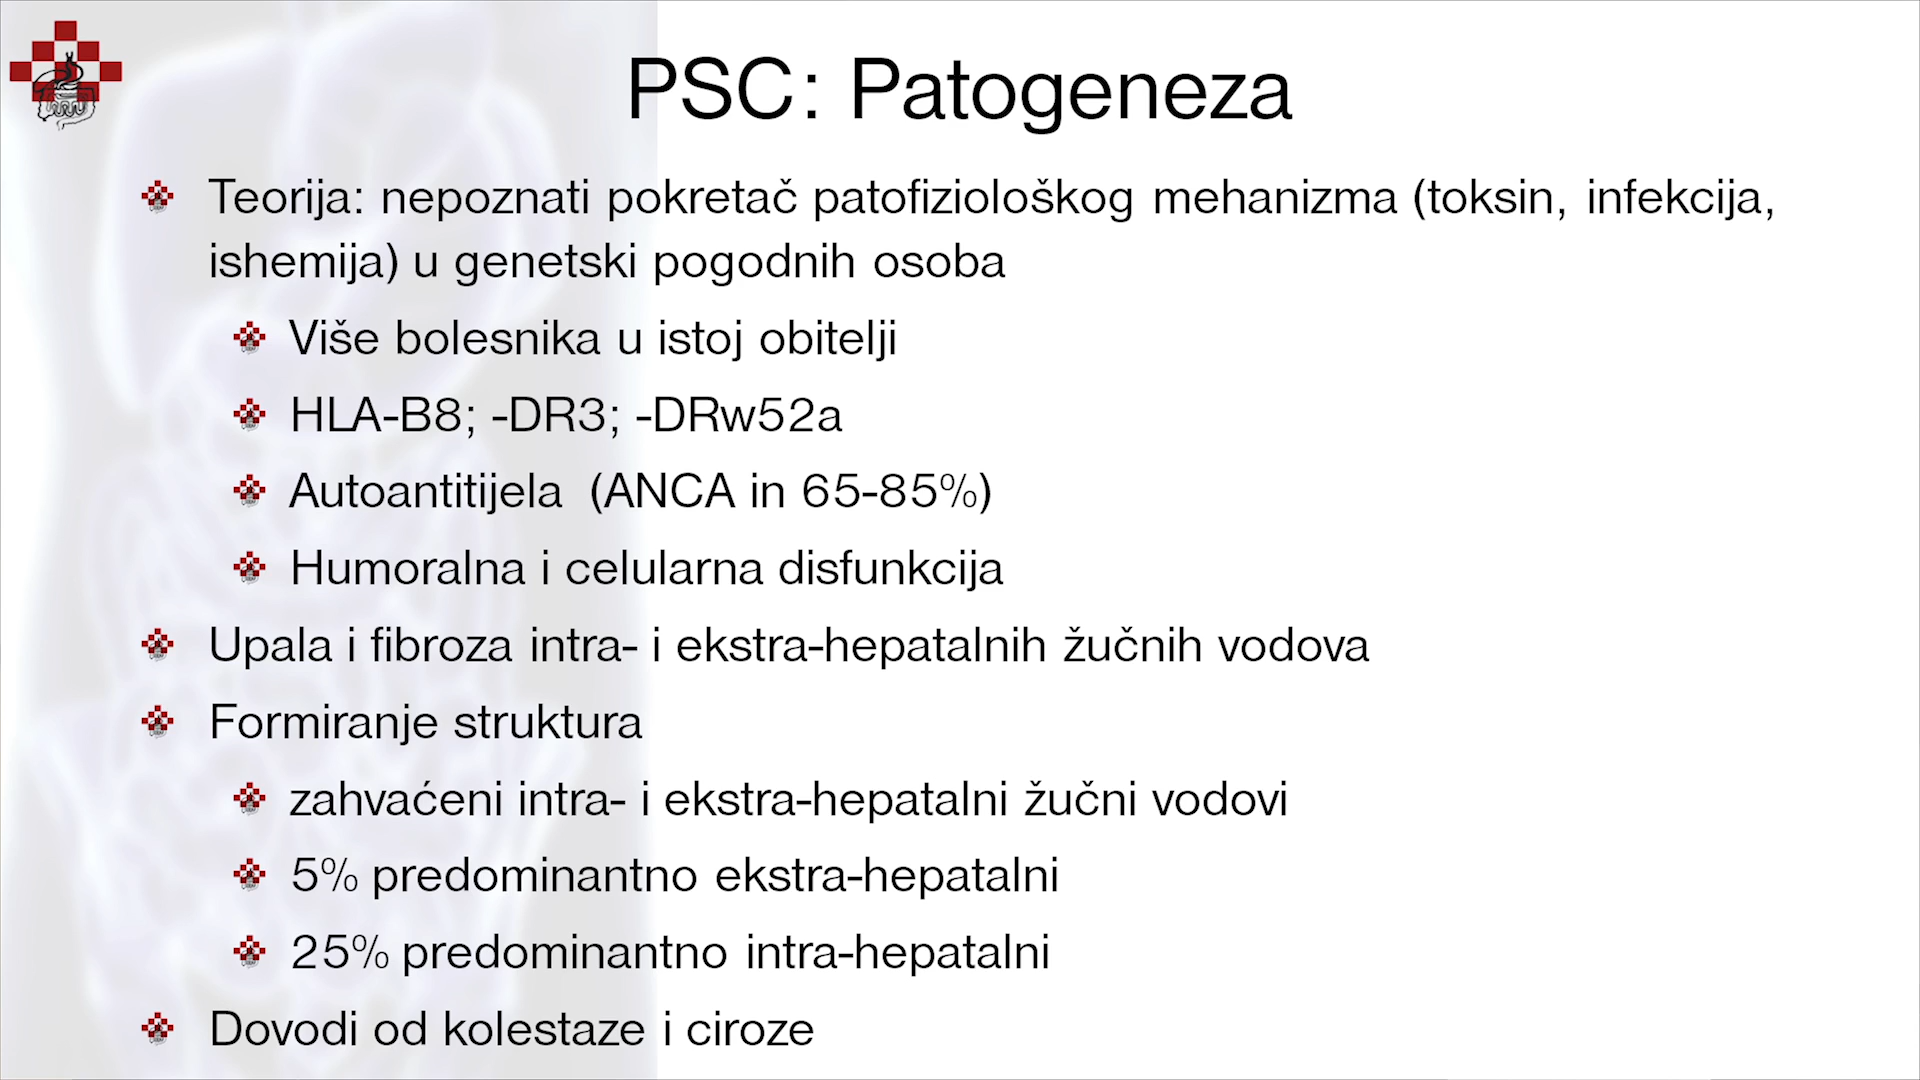 PSC: Patogeneza
Teorija: nepoznati pokretač patofiziološkog mehanizma (toksin, infekcija,
ishemija) u genetski pogodnih osoba
Više bolesnika u istoj obitelji
HLA-B8; -DR3; -DRw52a
Autoantitijela (ANCA in 65-85%)
Humoralna i celularna disfunkcija
Upala i fibroza intra- i ekstra-hepatalnih žučnih vodova
Formiranje struktura
zahvaćeni intra- i ekstra-hepatalni žučni vodovi
5% predominantno ekstra-hepatalni
25% predominantno intra-hepatalni
Dovodi od kolestaze i ciroze